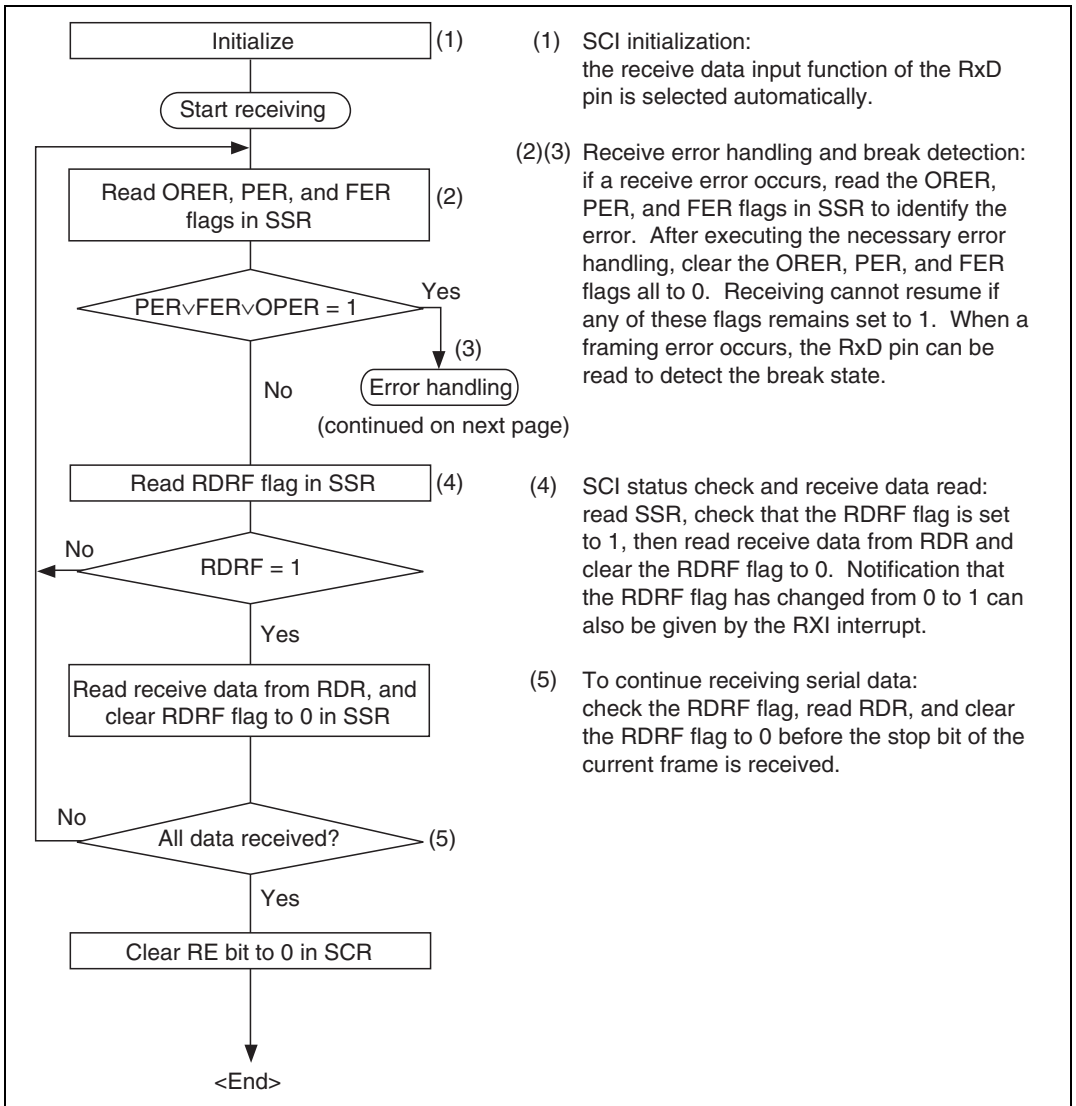 Initialize
(1)
Start receiving
Read ORER, PER, and FER
flags in SSR
(2)
PER∨FER∨OPER = 1
Yes
(3)
Error handling
(continued on next page)
No
Read RDRF flag in SSR
(4)
No
RDRF = 1
Yes
Read receive data from RDR, and
clear RDRF flag to 0 in SSR
No
All data received?
(5)
Yes
Clear RE bit to 0 in SCR
<End>
(1) SCI initialization:
the receive data input function of the RxD
pin is selected automatically.
(2)(3) Receive error handling and break detection:
if a receive error occurs, read the ORER,
PER, and FER flags in SSR to identify the
error. After executing the necessary error
handling, clear the ORER, PER, and FER
flags all to 0. Receiving cannot resume if
any of these flags remains set to 1. When a
framing error occurs, the RxD pin can be
read to detect the break state.
(4) SCI status check and receive data read:
read SSR, check that the RDRF flag is set
to 1, then read receive data from RDR and
clear the RDRF flag to 0. Notification that
the RDRF flag has changed from 0 to 1 can
also be given by the RXI interrupt.
(5) To continue receiving serial data:
check the RDRF flag, read RDR, and clear
the RDRF flag to 0 before the stop bit of the
current frame is received.